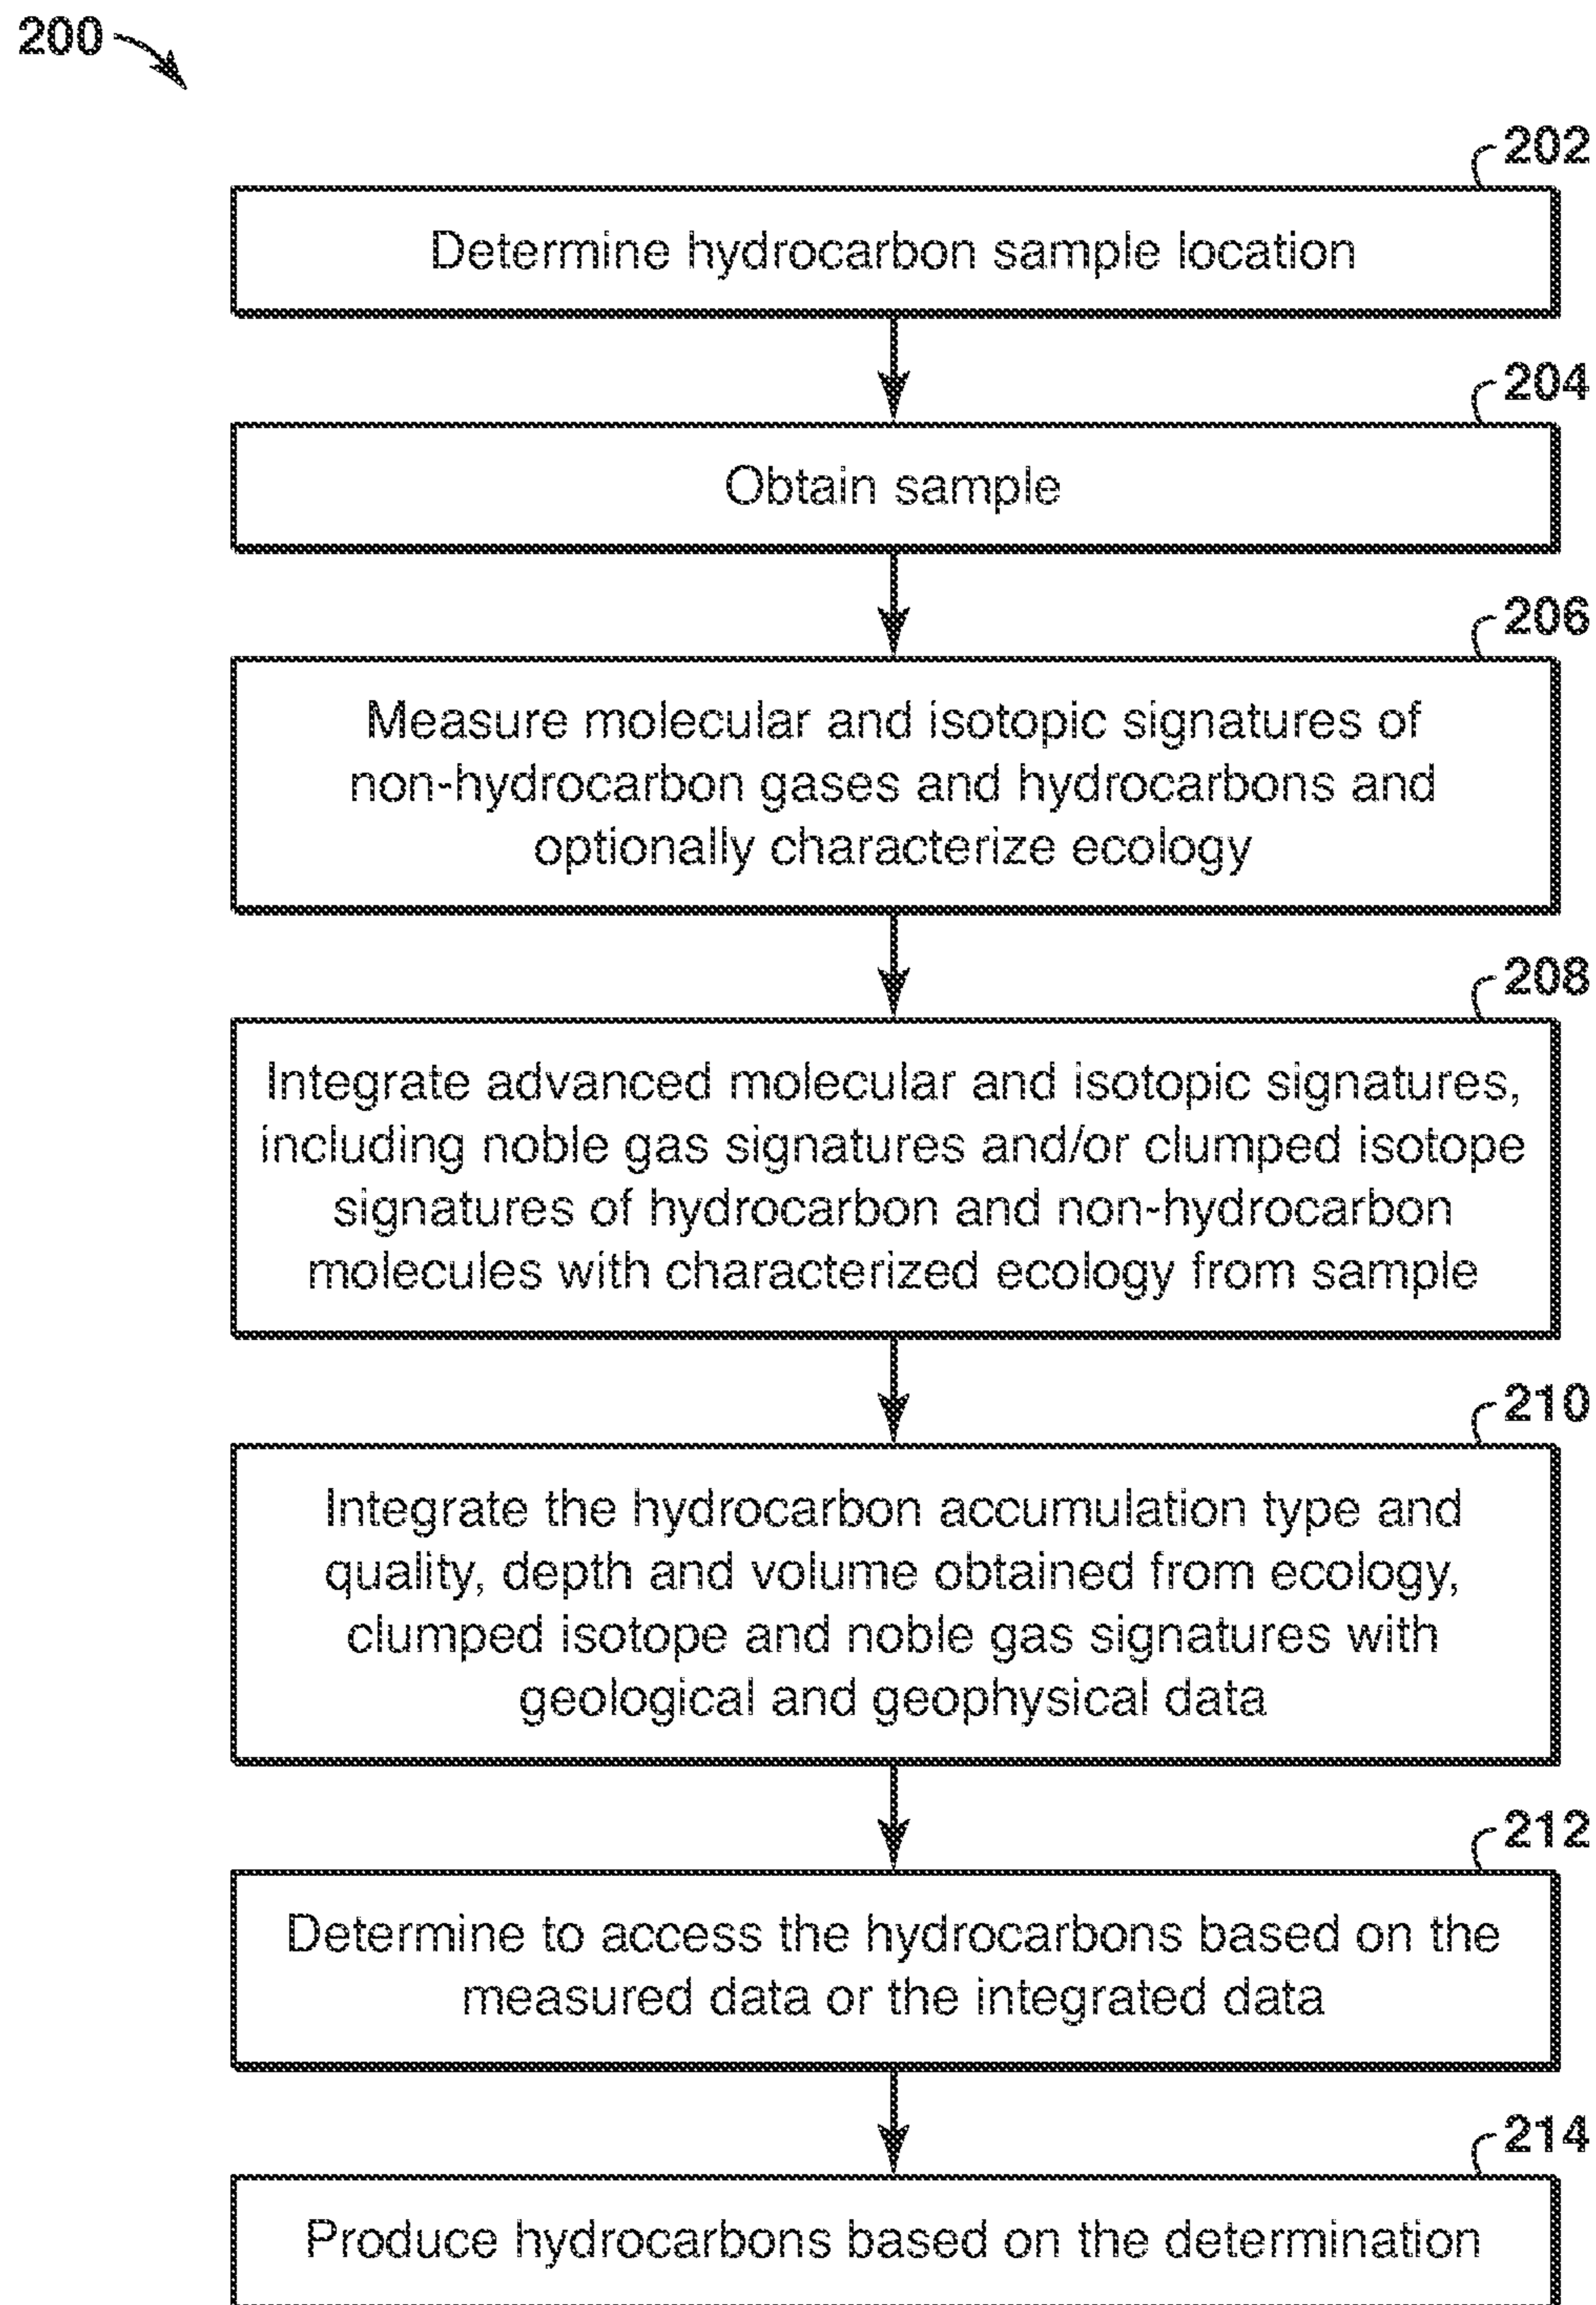 200
202
Determine hydrocarbon sample location
204
Obtain sample
206
Measure molecular and isotopic signatures of
non-hydrocarbon gases and hydrocarbons and
optionally characterize ecology
208
Integrate advanced molecular and isotopic signatures,
including noble gas signatures and/or clumped isotope
signatures of hydrocarbon and non-hydrocarbon
molecules with characterized ecology from sample
210
Integrate the hydrocarbon accumulation type and
quality, depth and volume obtained from ecology,
clumped isotope and noble gas signatures with
geological and geophysical data
212
Determine to access the hydrocarbons based on the
measured data or the integrated data
214
Produce hydrocarbons based on the determination